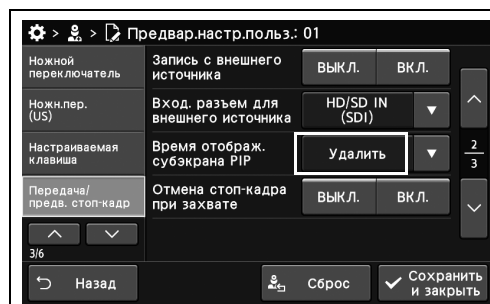 > > Предвар.настр.польз.: 01
Ножной
переключатель
Ножн.пер.
(US)
Настраиваемая
клавиша
Передача/
предв. стоп-кадр
3/6
Запись с внешнего
источника
ВЫКЛ. ВКЛ.
Вход. разъем для
внешнего источника
HD/SD IN
(SDI)
Время отображ.
субэкрана PIP
Удалить
Отмена стоп-кадра
при захвате
ВЫКЛ. ВКЛ.
2
3
Назад
Сброс
Сохранить
и закрыть